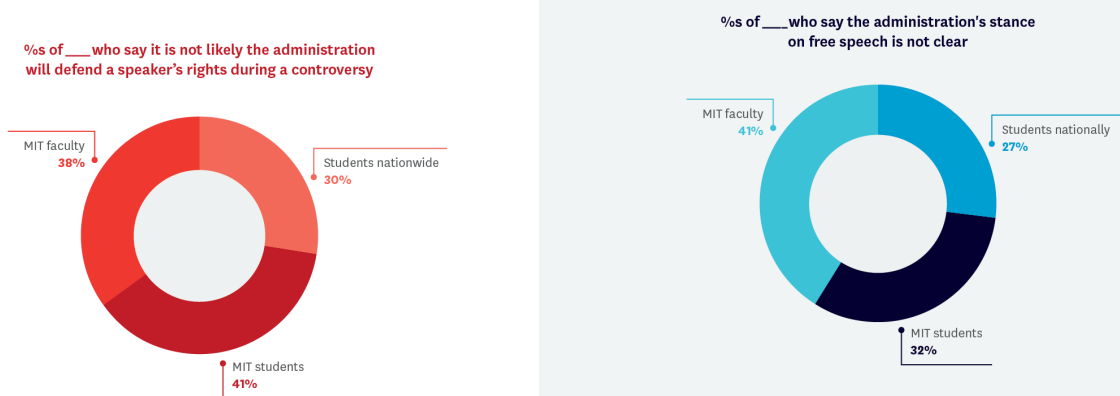 %s of ___ who say it is not likely the administration
will defend a speaker's rights during a controversy
MIT faculty
38%
Students nationwide
30%
MIT students
41%
%s of ___ who say the administration's stance
on free speech is not clear
MIT faculty
41%
Students nationally
27%
MIT students
32%